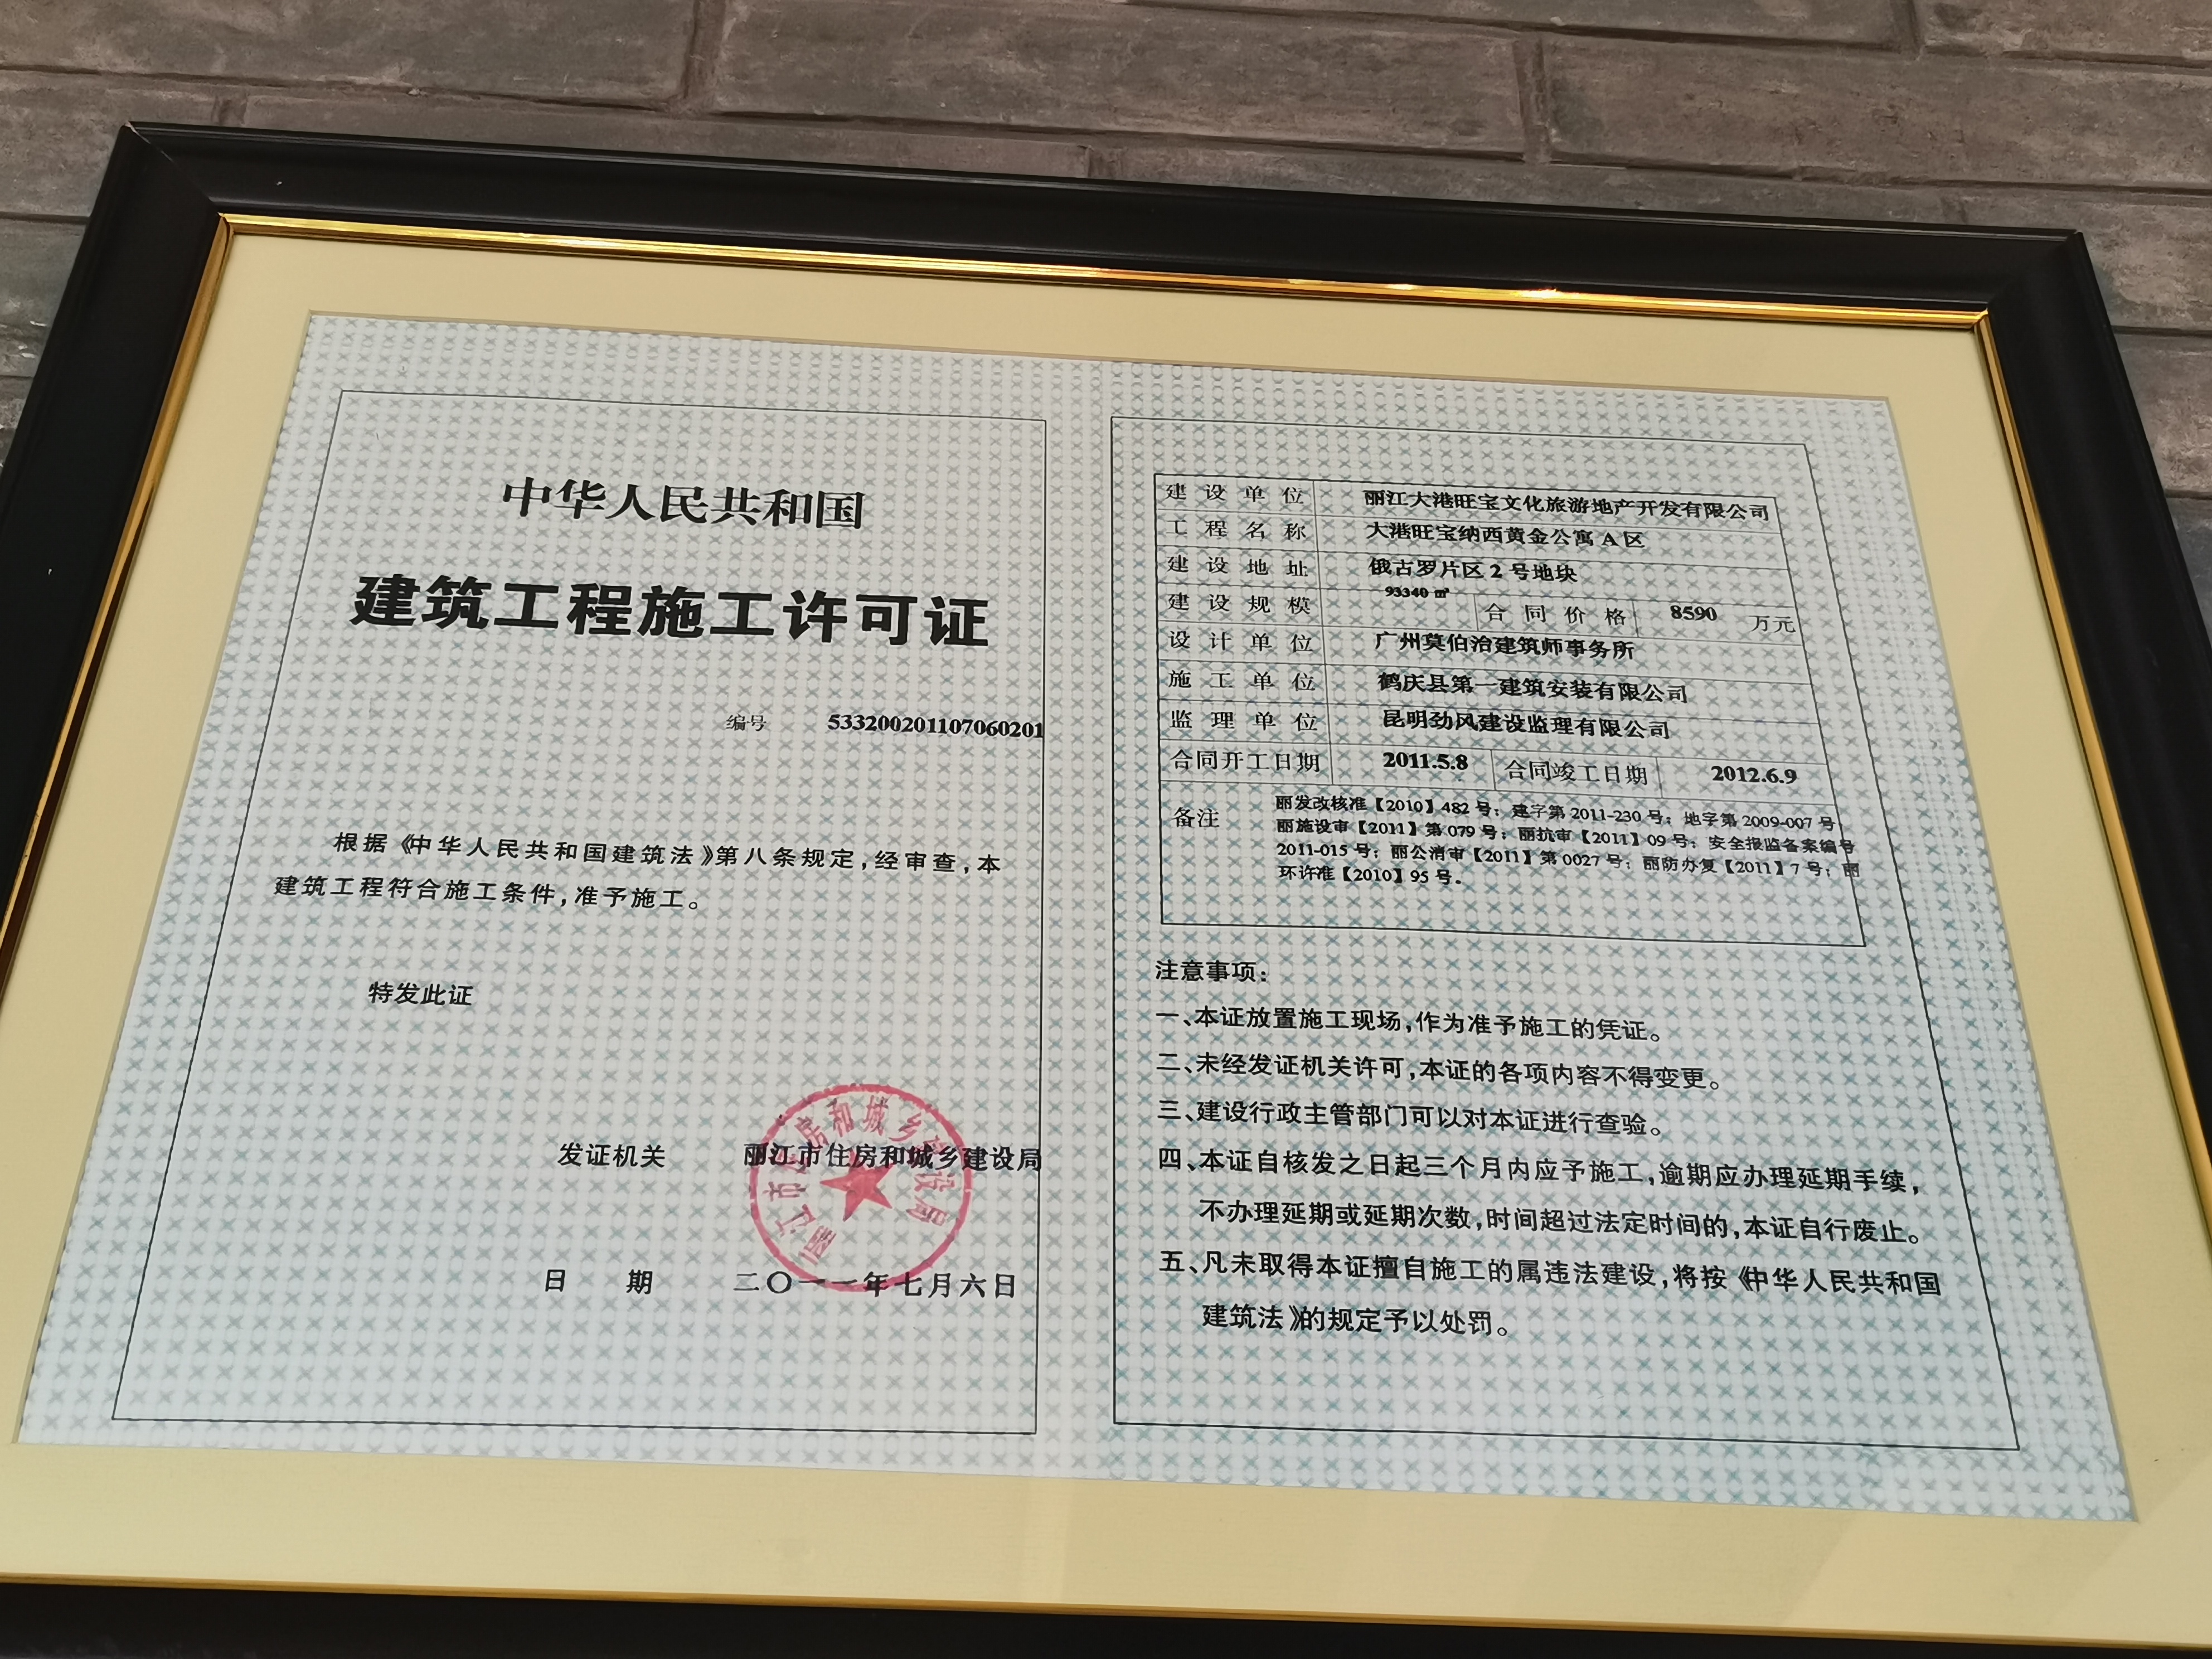 中华人民共和国
建筑工程施工许可证
编号 533200201107060201
根据《中华人民共和国建筑法》第八条规定,经审查,本
建筑工程符合施工条件,准予施工。
特发此证
发证机关 丽江市住房和城乡建设局
日 期 二〇一一年七月六日
丽江市住房和城乡建设局
建设单位 丽江大港旺宝文化旅游地产开发有限公司
工程名称 大港旺宝纳西黄金公寓A区
建设地址 俄古罗片区2号地块
建设规模 93340㎡ 合同价格 8590 万元
设计单位 广州莫伯治建筑师事务所
施工单位 鹤庆县第一建筑安装有限公司
监理单位 昆明劲风建设监理有限公司
合同开工日期 2011.5.8 合同竣工日期 2012.6.9
备注 丽发改核准【2010】482号；建字第2011-230号；地字第2009-007号
丽施设审【2011】第079号；丽抗审【2011】09号；安全报监备案编号
2011-015号；丽公消审【2011】第0027号；丽防办复【2011】7号；丽
环许准【2010】95号.
注意事项:
一、本证放置施工现场,作为准予施工的凭证。
二、未经发证机关许可,本证的各项内容不得变更。
三、建设行政主管部门可以对本证进行查验。
四、本证自核发之日起三个月内应予施工,逾期应办理延期手续,
不办理延期或延期次数,时间超过法定时间的,本证自行废止。
五、凡未取得本证擅自施工的属违法建设,将按《中华人民共和国
建筑法》的规定予以处罚。